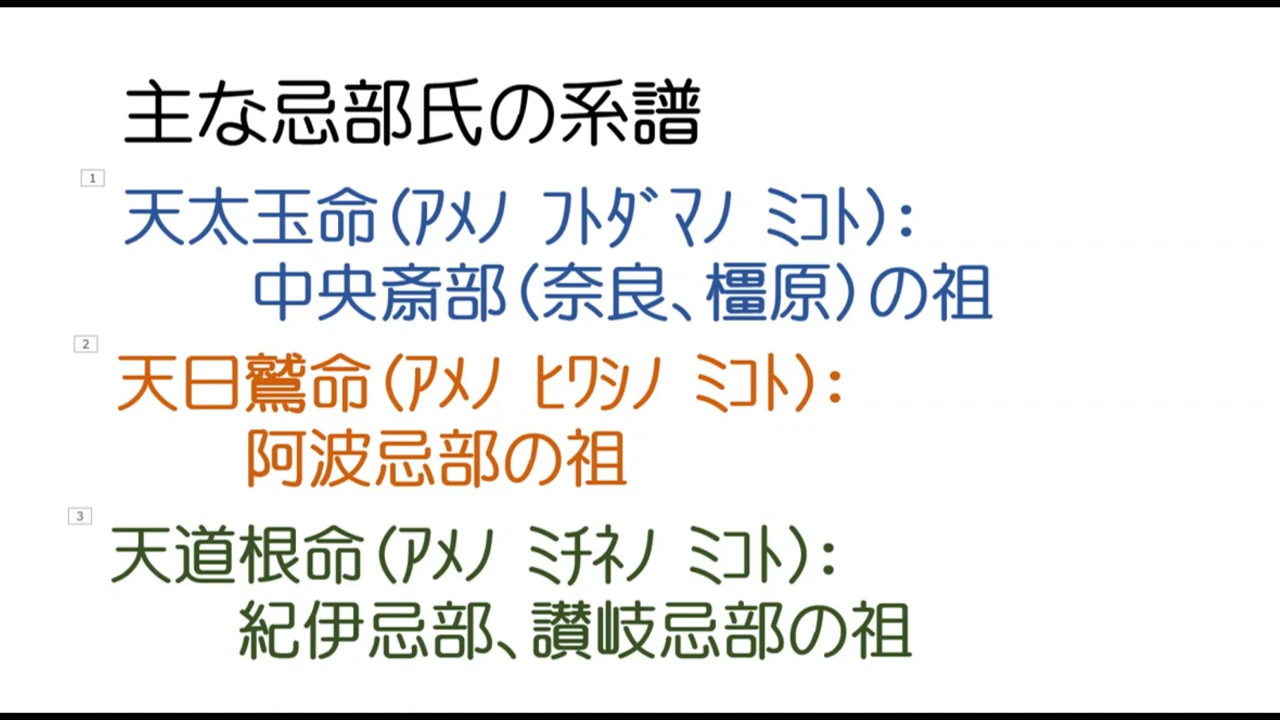 主な忌部氏の系譜
1
天太玉命(ｱﾒﾉ ﾌﾄﾀﾞﾏﾉ ﾐｺﾄ):
中央斎部(奈良、橿原)の祖
2
天日鷲命(ｱﾒﾉ ﾋﾜｼﾉ ﾐｺﾄ):
阿波忌部の祖
3
天道根命(ｱﾒﾉ ﾐﾁﾈﾉ ﾐｺﾄ):
紀伊忌部、讃岐忌部の祖